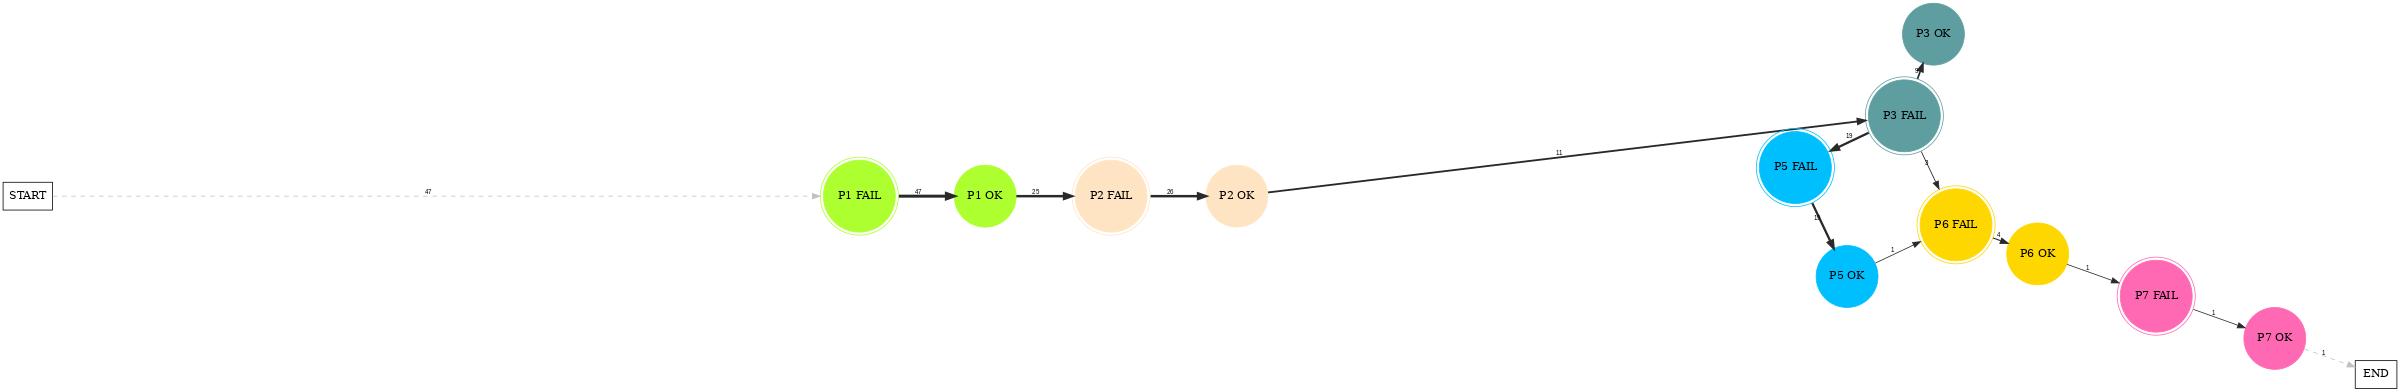 START
47
P1 FAIL
47
P1 OK
25
P2 FAIL
26
P2 OK
11
P3 FAIL
P3 OK
19
3
P5 FAIL
P5 OK
1
P6 FAIL
4
P6 OK
1
P7 FAIL
1
P7 OK
1
END